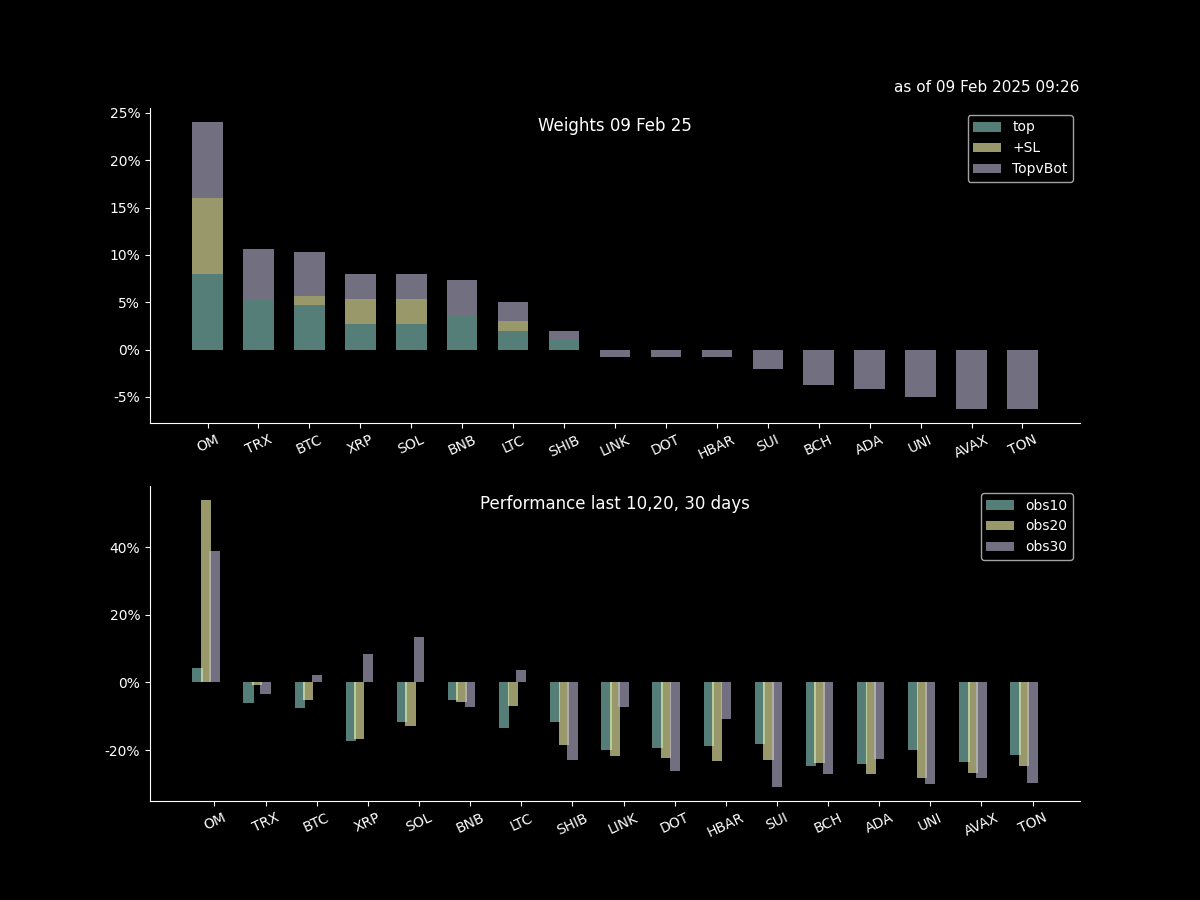 as of 09 Feb 2025 09:26
Weights 09 Feb 25
top
+SL
TopvBot
25%
20%
15%
10%
5%
0%
-5%
OM TRX BTC XRP SOL BNB LTC SHIB LINK DOT HBAR SUI BCH ADA UNI AVAX TON
Performance last 10,20, 30 days
obs10
obs20
obs30
40%
20%
0%
-20%
OM TRX BTC XRP SOL BNB LTC SHIB LINK DOT HBAR SUI BCH ADA UNI AVAX TON